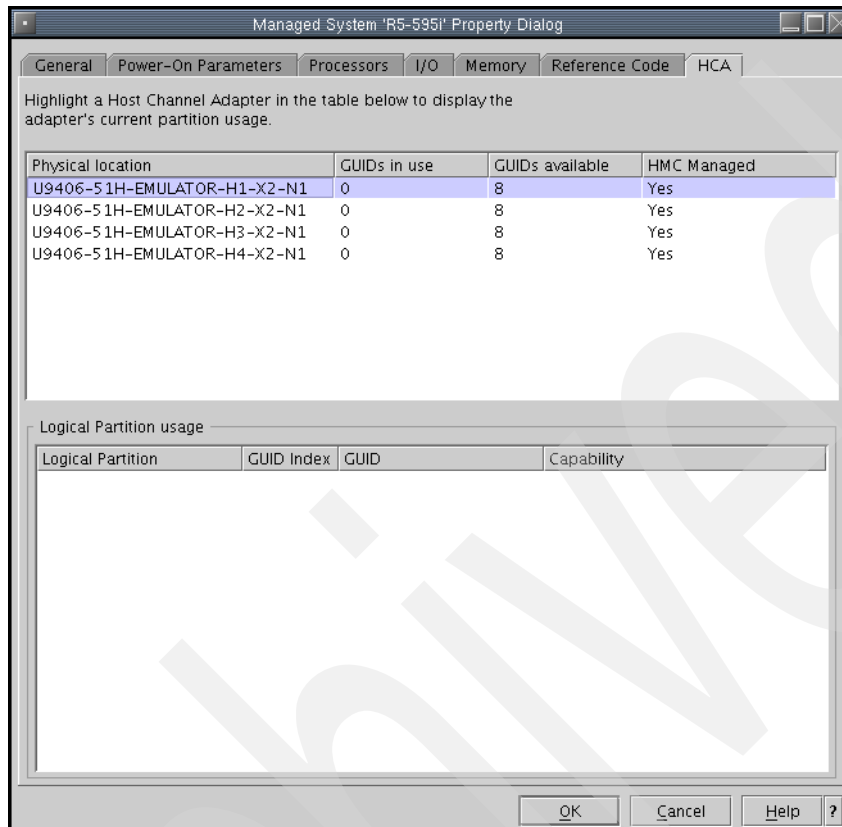 Managed System 'R5-595i' Property Dialog
General Power-On Parameters Processors I/O Memory Reference Code HCA
Highlight a Host Channel Adapter in the table below to display the
adapter's current partition usage.
Physical location GUIDs in use GUIDs available HMC Managed
U9406-51H-EMULATOR-H1-X2-N1 0 8 Yes
U9406-51H-EMULATOR-H2-X2-N1 0 8 Yes
U9406-51H-EMULATOR-H3-X2-N1 0 8 Yes
U9406-51H-EMULATOR-H4-X2-N1 0 8 Yes
Logical Partition usage
Logical Partition GUID Index GUID Capability
OK Cancel Help ?